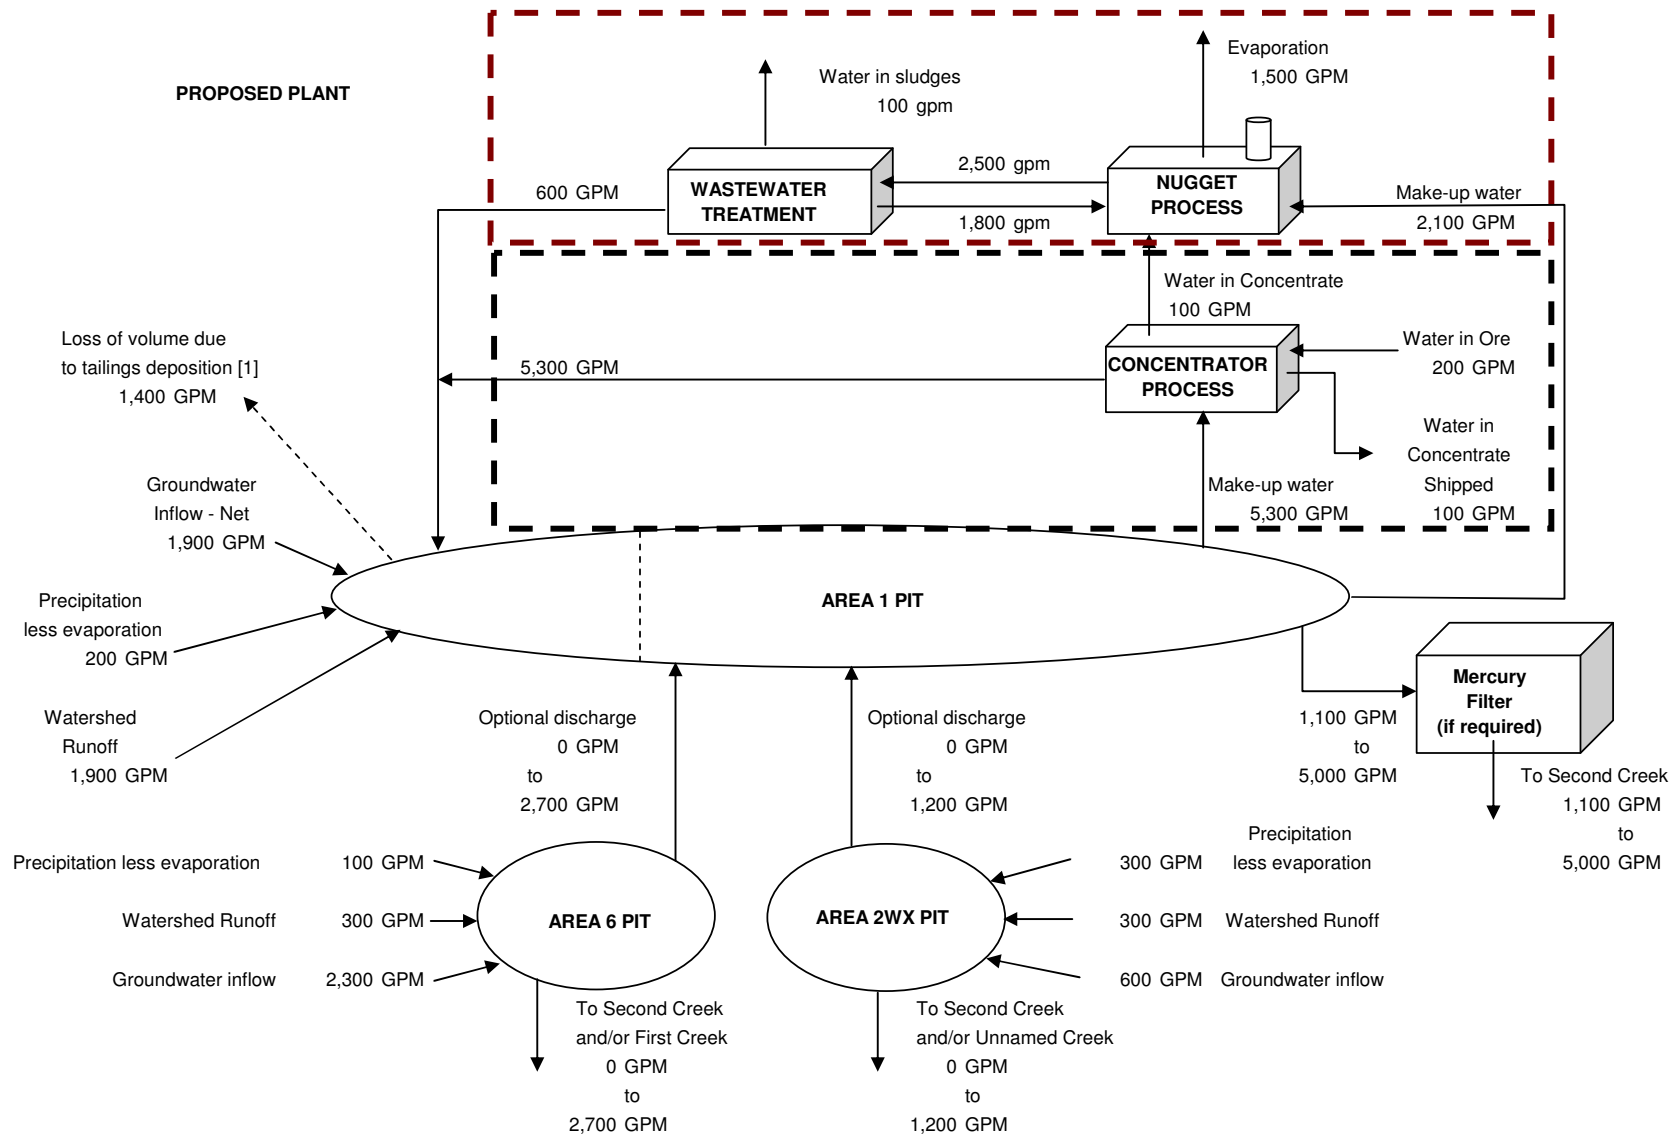 PROPOSED PLANT
Evaporation
1,500 GPM
Water in sludges
100 gpm
600 GPM
WASTEWATER
TREATMENT
2,500 gpm
1,800 gpm
NUGGET
PROCESS
Make-up water
2,100 GPM
Water in Concentrate
100 GPM
Loss of volume due
to tailings deposition [1]
1,400 GPM
5,300 GPM
CONCENTRATOR
PROCESS
Water in Ore
200 GPM
Water in
Concentrate
Shipped
100 GPM
Make-up water
5,300 GPM
Groundwater
Inflow - Net
1,900 GPM
Precipitation
less evaporation
200 GPM
Watershed
Runoff
1,900 GPM
AREA 1 PIT
Mercury
Filter
(if required)
1,100 GPM
to
5,000 GPM
To Second Creek
1,100 GPM
to
5,000 GPM
Optional discharge
0 GPM
to
2,700 GPM
Optional discharge
0 GPM
to
1,200 GPM
Precipitation less evaporation 100 GPM
Watershed Runoff 300 GPM
Groundwater inflow 2,300 GPM
AREA 6 PIT
AREA 2WX PIT
Precipitation
300 GPM less evaporation
300 GPM Watershed Runoff
600 GPM Groundwater inflow
To Second Creek
and/or First Creek
0 GPM
to
2,700 GPM
To Second Creek
and/or Unnamed Creek
0 GPM
to
1,200 GPM